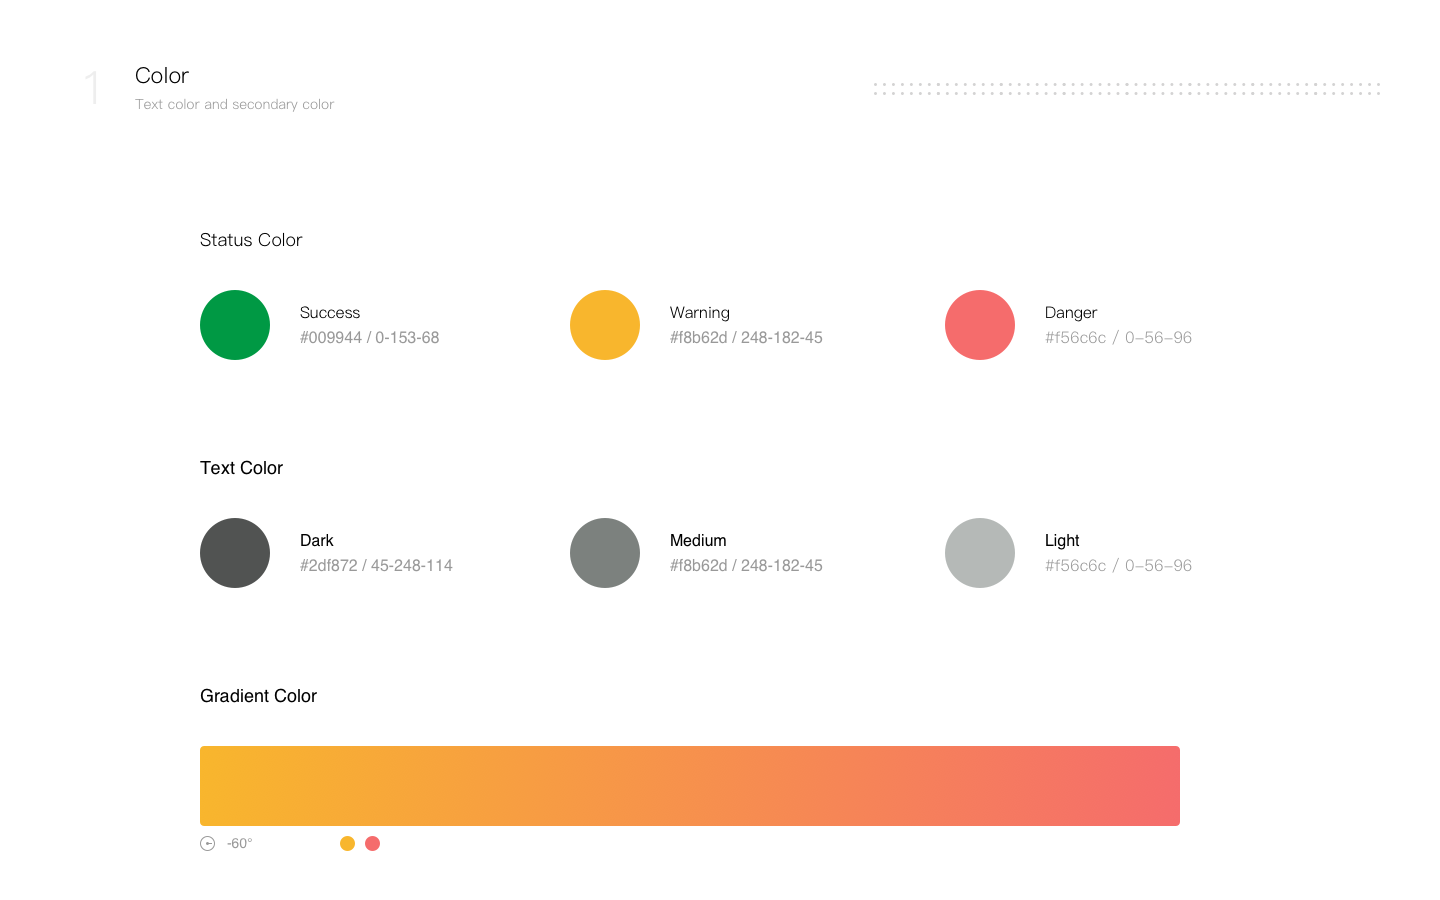 1
Color
Text color and secondary color
Status Color
Success
#009944 / 0-153-68
Warning
#f8b62d / 248-182-45
Danger
#f56c6c / 0-56-96
Text Color
Dark
#2df872 / 45-248-114
Medium
#f8b62d / 248-182-45
Light
#f56c6c / 0-56-96
Gradient Color
-60°